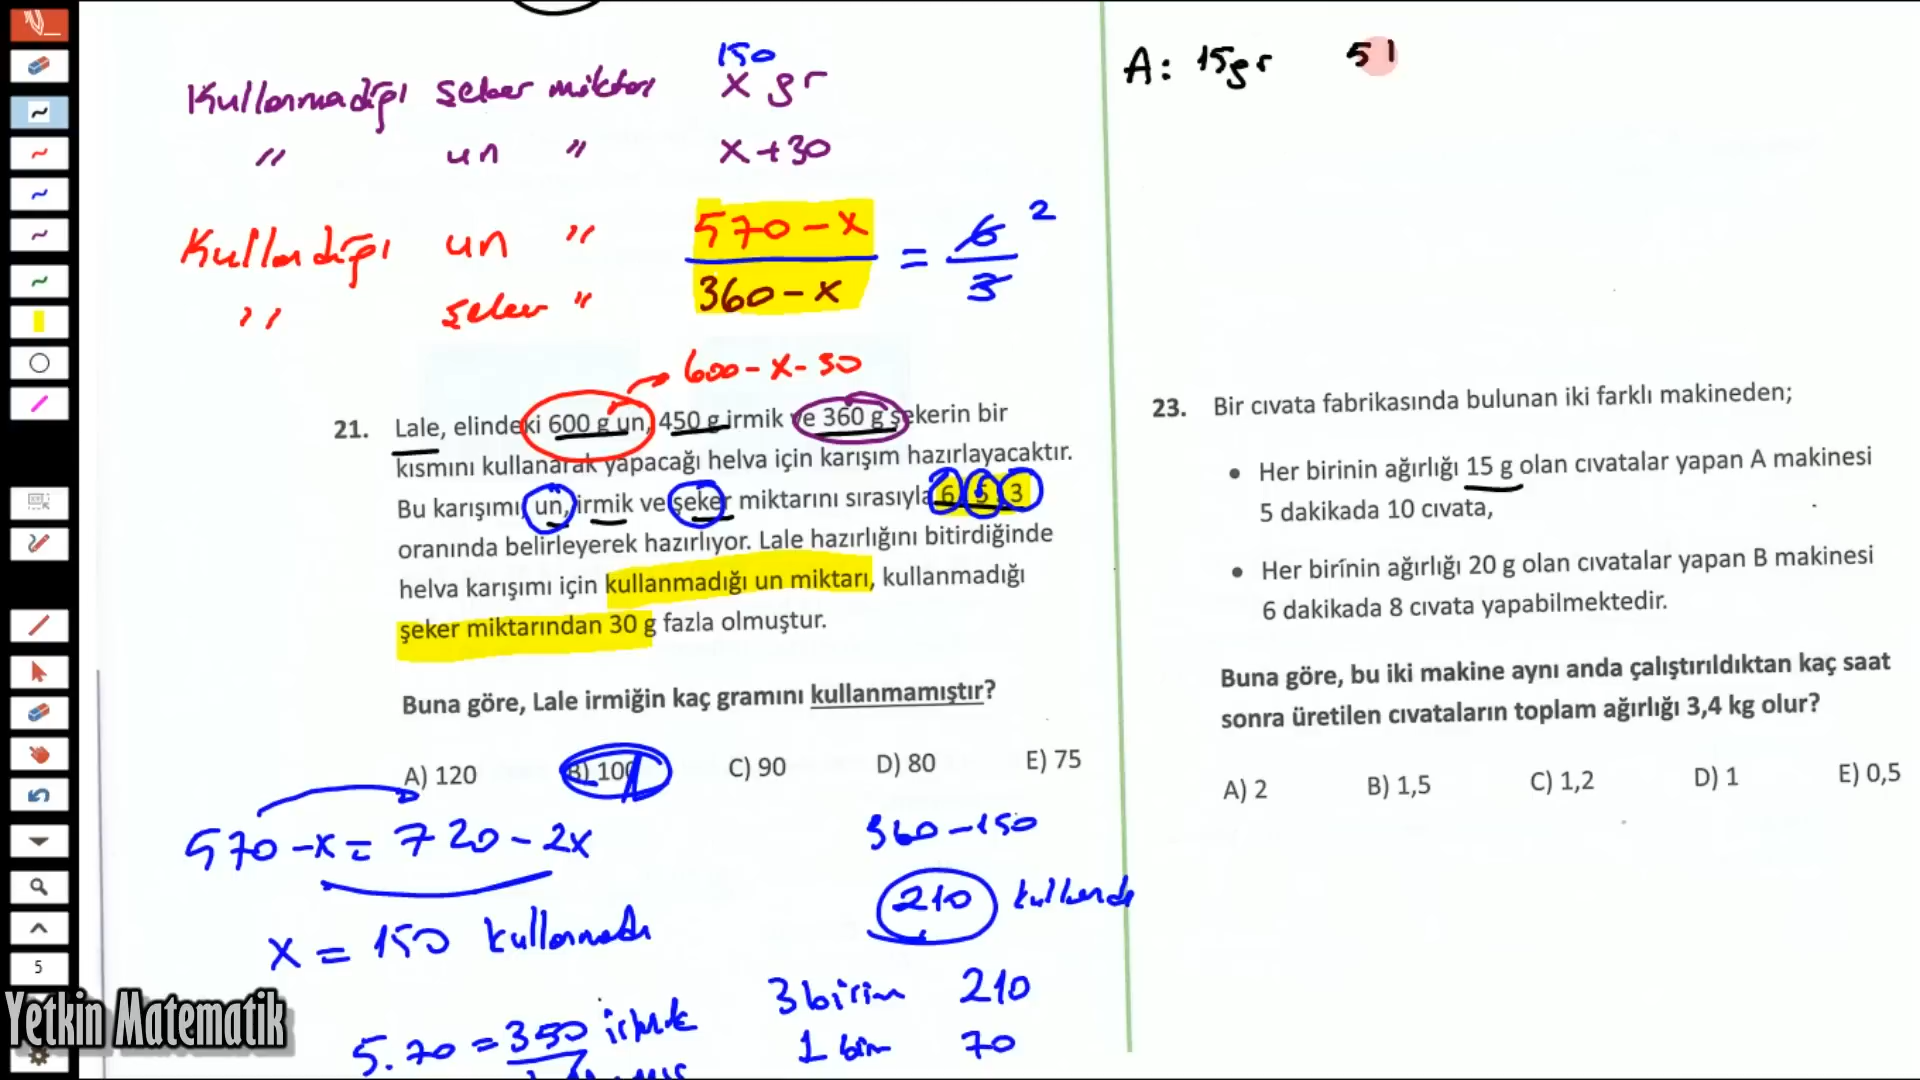 150
Kullanmadığı şeker miktarı x gr
" un " x+30
Kullandığı un " 570-x = 6 2
" şeker " 360-x 3
600-x-30
21. Lale, elindeki 600 g un, 450 g irmik ve 360 g şekerin bir
kısmını kullanarak yapacağı helva için karışım hazırlayacaktır.
Bu karışımı, un, irmik ve şeker miktarını sırasıyla 6, 5, 3
oranında belirleyerek hazırlıyor. Lale hazırlığını bitirdiğinde
helva karışımı için kullanmadığı un miktarı, kullanmadığı
şeker miktarından 30 g fazla olmuştur.
Buna göre, Lale irmiğin kaç gramını kullanmamıştır?
A) 120 B) 100 C) 90 D) 80 E) 75
570-x = 720-2x
x = 150 kullanmadı
5.70 = 350 irmik
360-150
210 kullandı
3 birim 210
1 birim 70
A: 15gr 51
23. Bir cıvata fabrikasında bulunan iki farklı makineden;
• Her birinin ağırlığı 15 g olan cıvatalar yapan A makinesi
5 dakikada 10 cıvata,
• Her birinin ağırlığı 20 g olan cıvatalar yapan B makinesi
6 dakikada 8 cıvata yapabilmektedir.
Buna göre, bu iki makine aynı anda çalıştırıldıktan kaç saat
sonra üretilen cıvataların toplam ağırlığı 3,4 kg olur?
A) 2 B) 1,5 C) 1,2 D) 1 E) 0,5
5
Yetkin Matematik